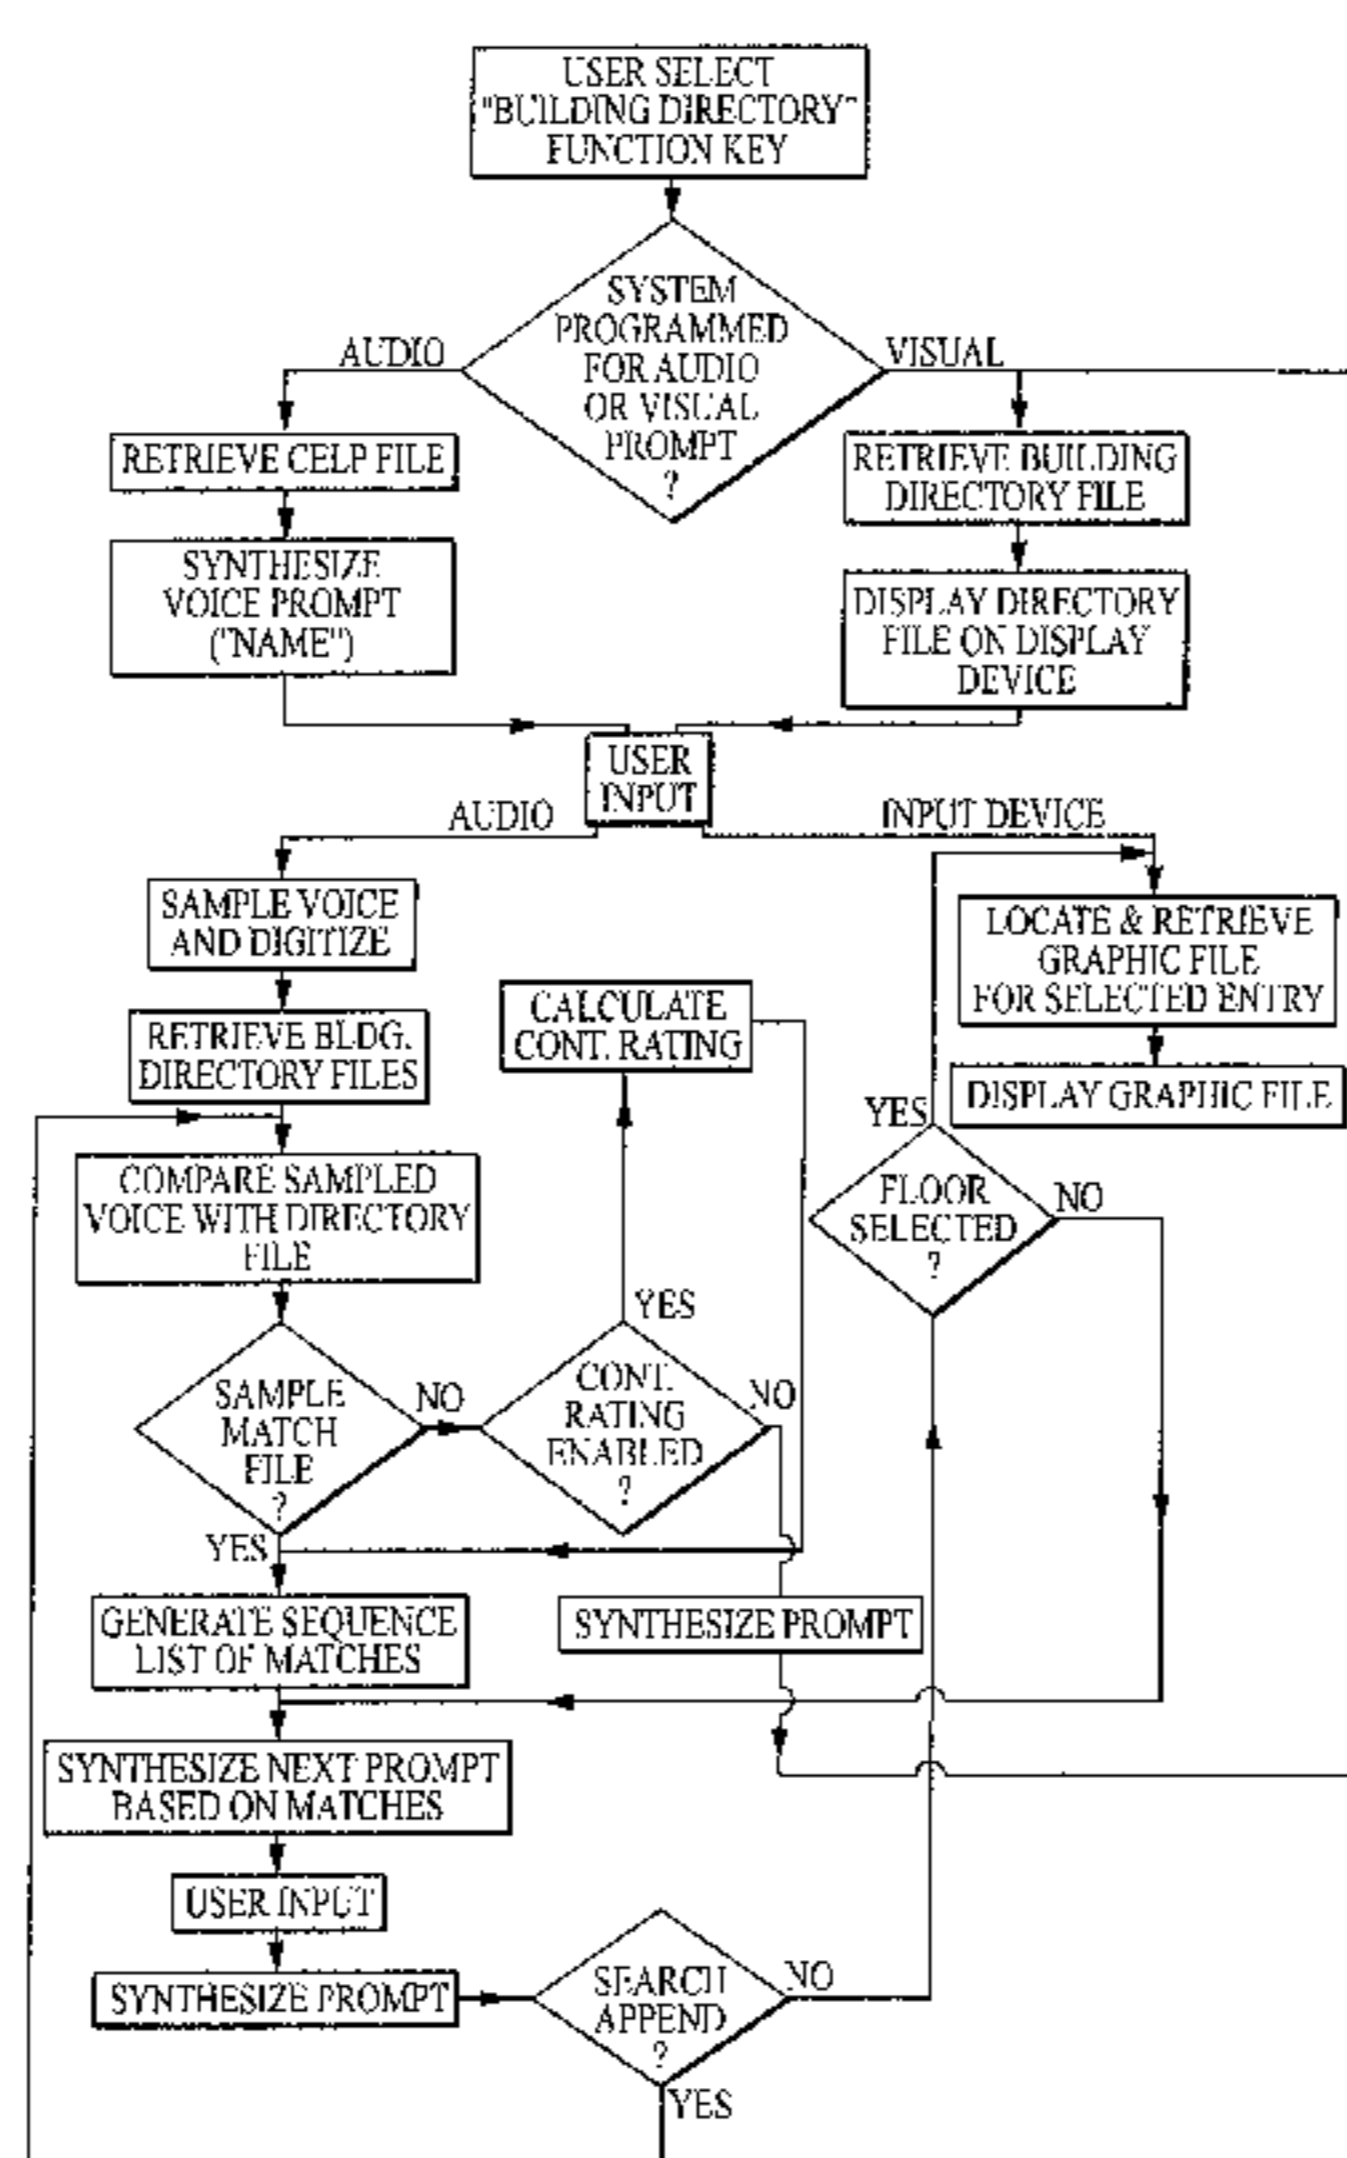 USER SELECT
"BUILDING DIRECTORY"
FUNCTION KEY
SYSTEM
PROGRAMMED
FOR AUDIO
OR VISUAL
PROMPT
?
AUDIO
VISUAL
RETRIEVE CELP FILE
RETRIEVE BUILDING
DIRECTORY FILE
SYNTHESIZE
VOICE PROMPT
("NAME")
DISPLAY DIRECTORY
FILE ON DISPLAY
DEVICE
USER
INPUT
AUDIO
INPUT DEVICE
SAMPLE VOICE
AND DIGITIZE
LOCATE & RETRIEVE
GRAPHIC FILE
FOR SELECTED ENTRY
CALCULATE
CONT. RATING
RETRIEVE BLDG.
DIRECTORY FILES
DISPLAY GRAPHIC FILE
YES
COMPARE SAMPLED
VOICE WITH DIRECTORY
FILE
FLOOR
SELECTED
?
NO
YES
SAMPLE
MATCH
FILE
?
NO
CONT.
RATING
ENABLED
?
NO
YES
GENERATE SEQUENCE
LIST OF MATCHES
SYNTHESIZE PROMPT
SYNTHESIZE NEXT PROMPT
BASED ON MATCHES
USER INPUT
SYNTHESIZE PROMPT
SEARCH
APPEND
?
NO
YES